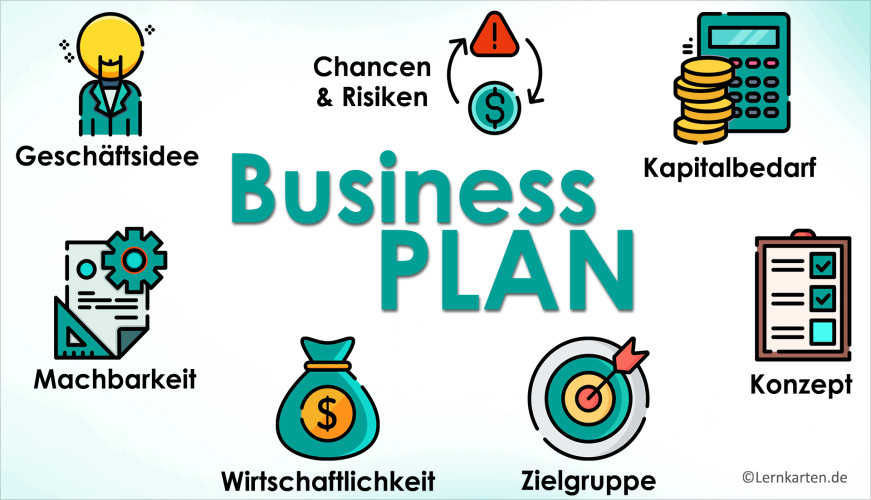 Chancen
& Risiken
Geschäftsidee
Kapitalbedarf
Business
PLAN
Machbarkeit
Konzept
$
$
Wirtschaftlichkeit
Zielgruppe
©Lernkarten.de